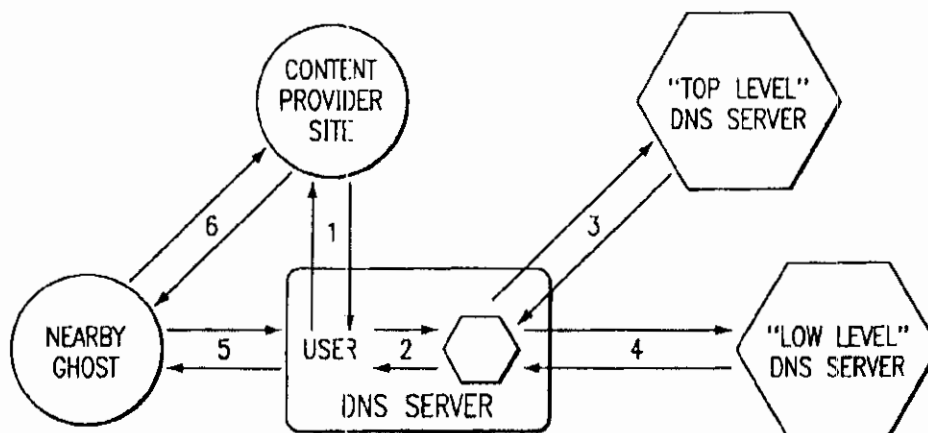 CONTENT
PROVIDER
SITE
"TOP LEVEL"
DNS SERVER
6
1
3
NEARBY
GHOST
5
USER
2
4
"LOW LEVEL"
DNS SERVER
DNS SERVER